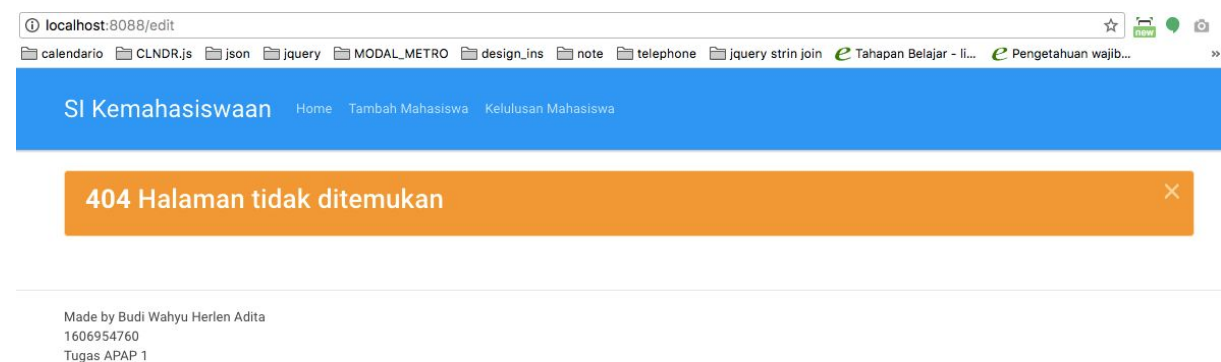 localhost:8088/edit
new
calendario CLNDR.js json jquery MODAL_METRO design_ins note telephone jquery strin join Tahapan Belajar - li... Pengetahuan wajib... »
SI Kemahasiswaan Home Tambah Mahasiswa Kelulusan Mahasiswa
404 Halaman tidak ditemukan ×
Made by Budi Wahyu Herlen Adita
1606954760
Tugas APAP 1